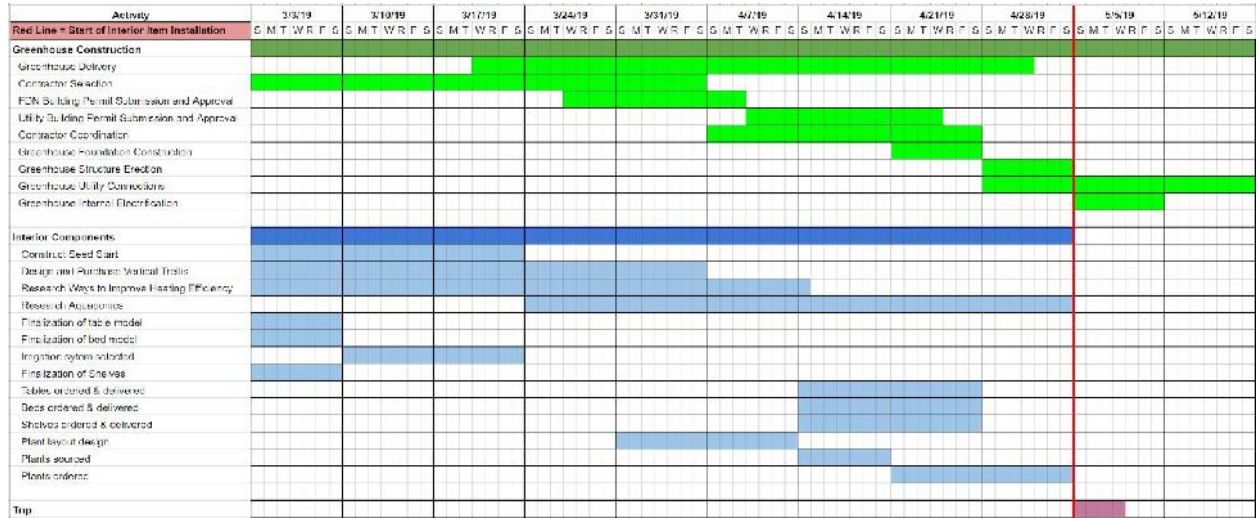 Activity 3/3/19 3/10/19 3/17/19 3/24/19 3/31/19 4/7/19 4/14/19 4/21/19 4/28/19 5/5/19 5/12/19
Red Line = Start of Interior Item Installation S M T W R F S S M T W R F S S M T W R F S S M T W R F S S M T W R F S S M T W R F S S M T W R F S S M T W R F S S M T W R F S S M T W R F S S M T W R F S
Greenhouse Construction
Greenhouse Delivery
Contractor Selection
FDN Building Permit Submission and Approval
Utility Building Permit Submission and Approval
Contractor Coordination
Greenhouse Foundation Construction
Greenhouse Structure Erection
Greenhouse Utility Connections
Greenhouse Internal Electrification
Interior Components
Construct Seed Start
Design and Purchase Vertical Trellis
Research Ways to Improve Heating Efficiency
Research Aquaponics
Finalization of table model
Finalization of bed model
Irrigation sytem selected
Finalization of Shelves
Tables ordered & delivered
Beds ordered & delivered
Shelves ordered & delivered
Plant layout design
Plants sourced
Plants ordered
Trip